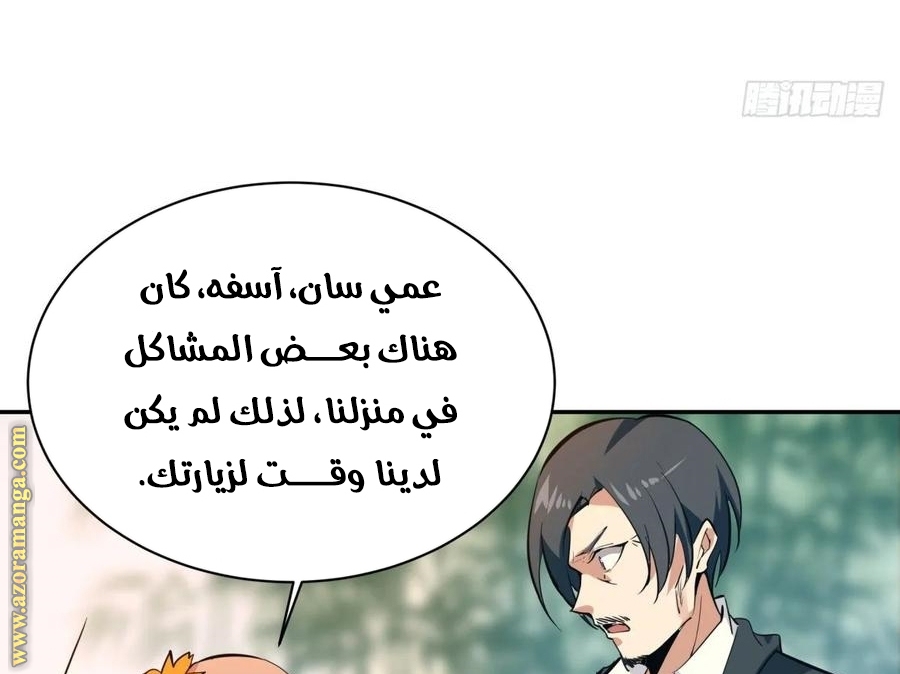 腾讯动漫
عمي سان، آسفه، كان
هناك بعـــض المشاكل
في منزلنا، لذلك لم يكن
لدينا وقـــت لزيارتك.
www.azoramanga.com